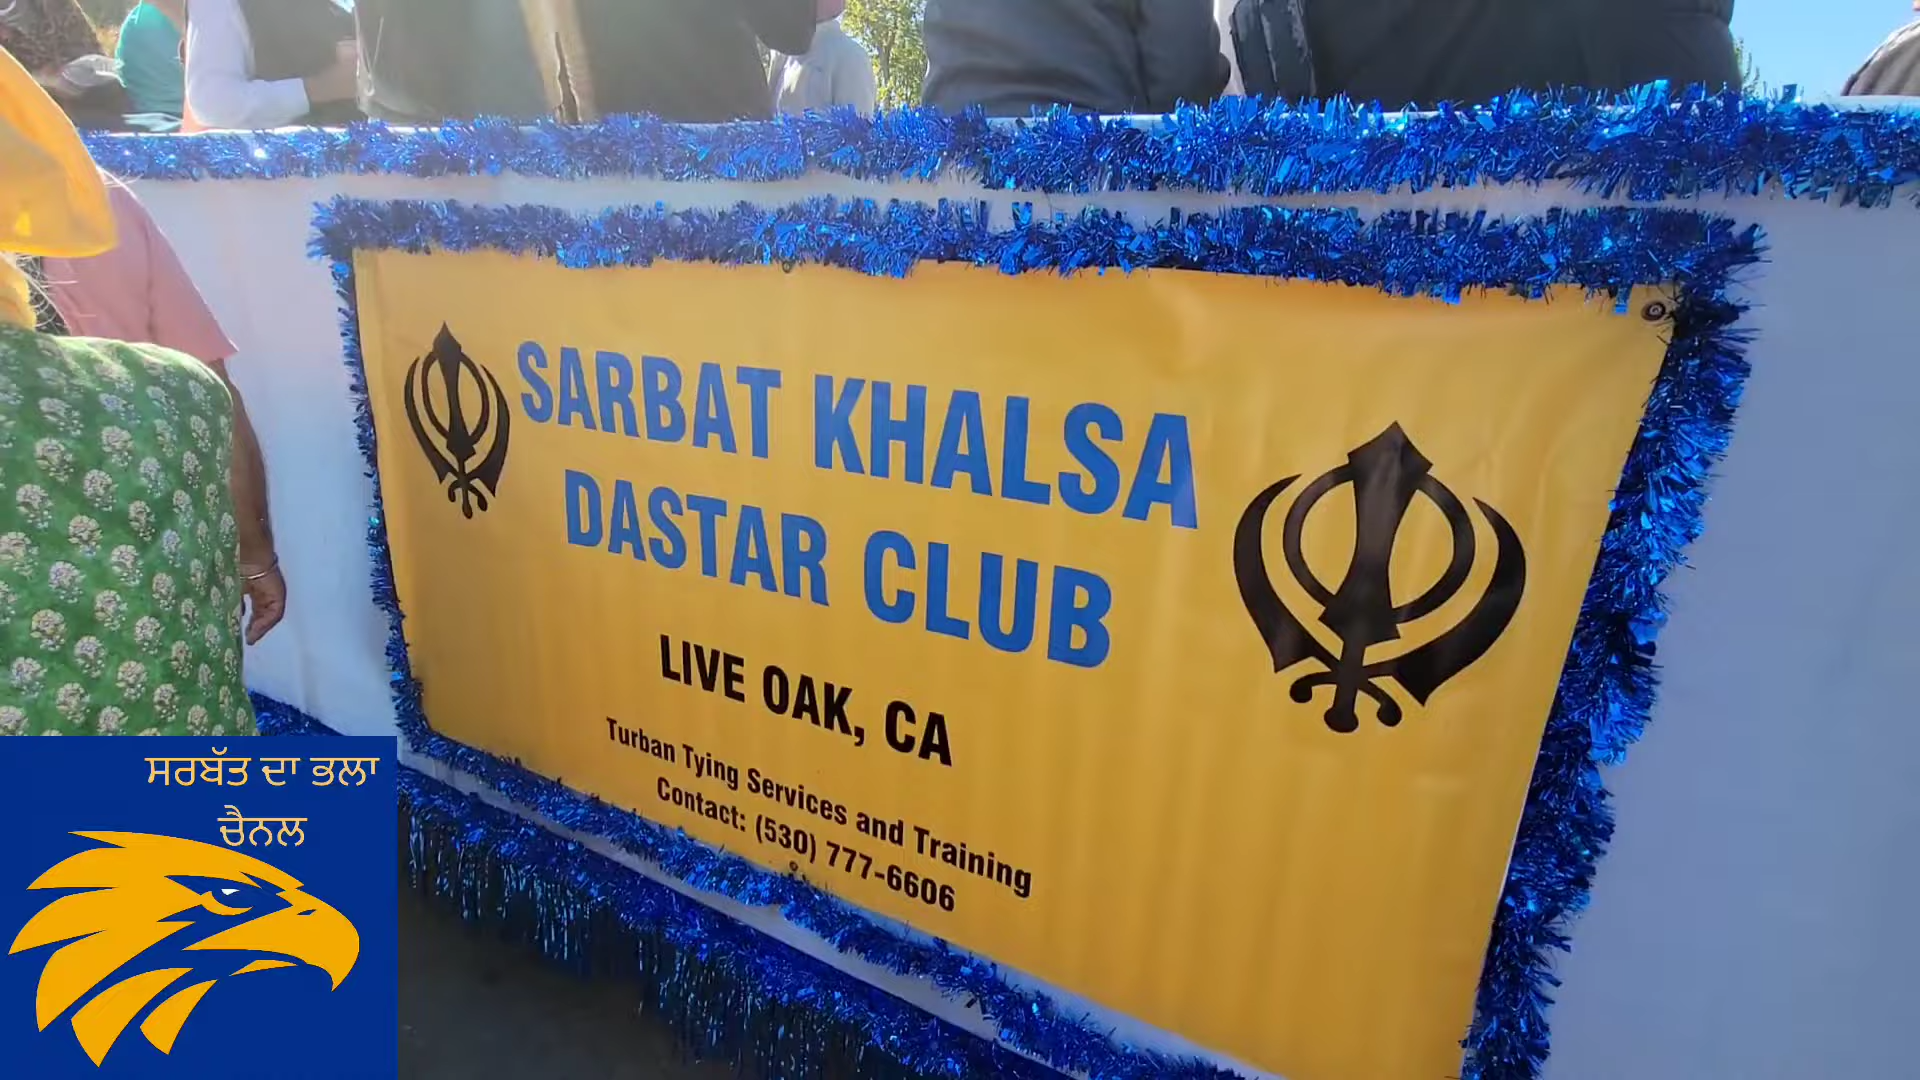 SARBAT KHALSA
DASTAR CLUB
LIVE OAK, CA
Turban Tying Services and Training
Contact: (530) 777-6606
ਸਰਬੱਤ ਦਾ ਭਲਾ
ਚੈਨਲ